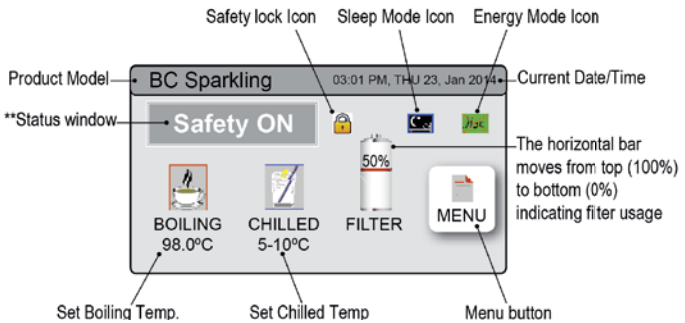 Safety lock Icon
Sleep Mode Icon
Energy Mode Icon
Product Model
BC Sparkling
03:01 PM, THU 23, Jan 2014
Current Date/Time
**Status window
Safety ON
50%
The horizontal bar
moves from top (100%)
to bottom (0%)
indicating filter usage
BOILING
98.0ºC
CHILLED
5-10ºC
FILTER
MENU
Set Boiling Temp.
Set Chilled Temp
Menu button